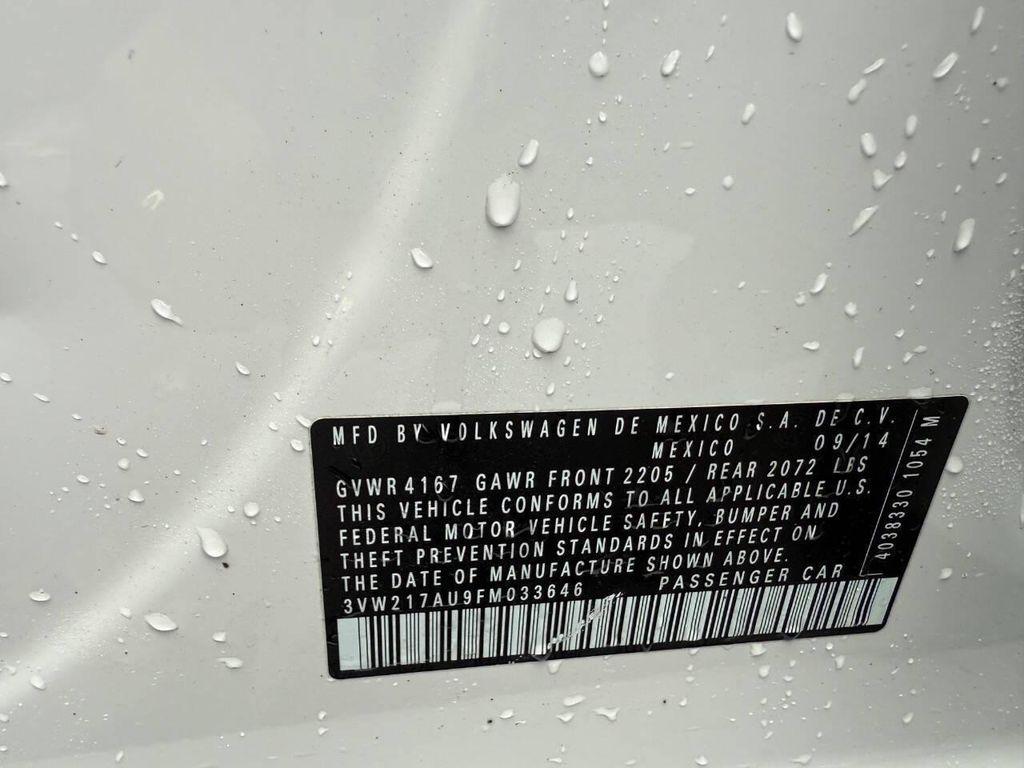 MFD BY VOLKSWAGEN DE MEXICO S.A. DE C.V.
MEXICO 09/14
GVWR 4167 GAWR FRONT 2205 / REAR 2072 LBS
THIS VEHICLE CONFORMS TO ALL APPLICABLE U.S.
FEDERAL MOTOR VEHICLE SAFETY, BUMPER AND
THEFT PREVENTION STANDARDS IN EFFECT ON
THE DATE OF MANUFACTURE SHOWN ABOVE.
3VW217AU9FM033646 PASSENGER CAR
4038330 1054 M